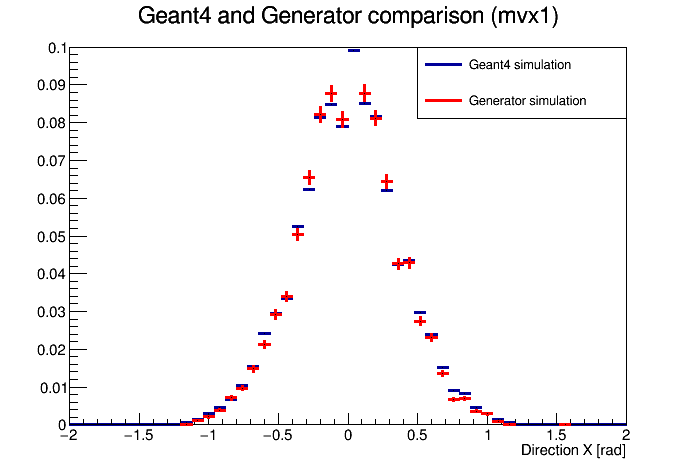 Geant4 and Generator comparison (mvx1)
0.1
0.09
0.08
0.07
0.06
0.05
0.04
0.03
0.02
0.01
0
Geant4 simulation
Generator simulation
−2 −1.5 −1 −0.5 0 0.5 1 1.5 2
Direction X [rad]